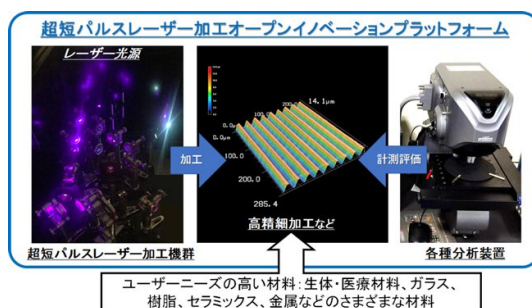 超短パルスレーザー加工オープンイノベーションプラットフォーム
レーザー光源
14.1μm
200.0
100.0
0.0μm
0.0μm
100.0
200.0
285.4
加工
計測評価
高精細加工など
超短パルスレーザー加工機群
各種分析装置
ユーザーニーズの高い材料：生体・医療材料、ガラス、
樹脂、セラミックス、金属などのさまざまな材料